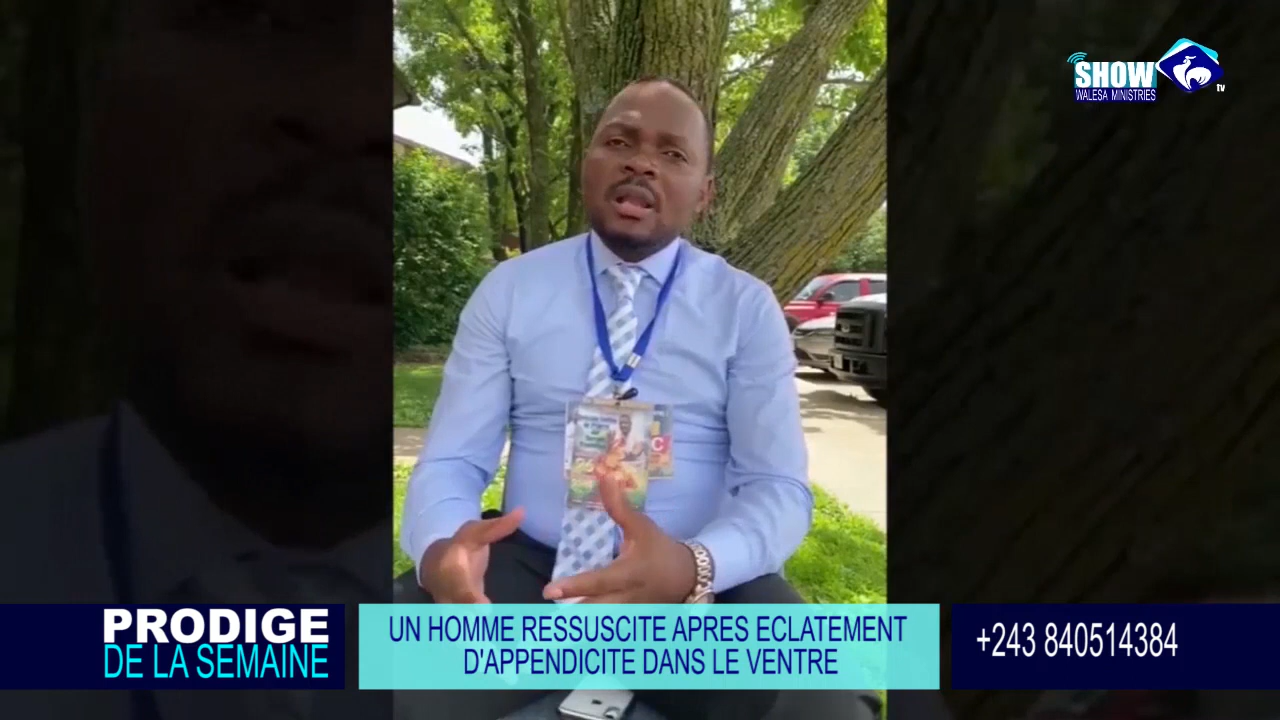 SHOW
WALESA MINISTRIES
tv
PRODIGE
DE LA SEMAINE
UN HOMME RESSUSCITE APRES ECLATEMENT
D'APPENDICITE DANS LE VENTRE
+243 840514384